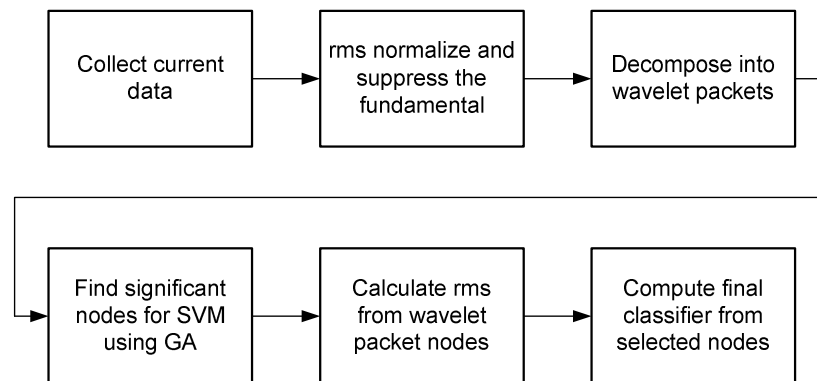 Collect current
data
rms normalize and
suppress the
fundamental
Decompose into
wavelet packets
Find significant
nodes for SVM
using GA
Calculate rms
from wavelet
packet nodes
Compute final
classifier from
selected nodes